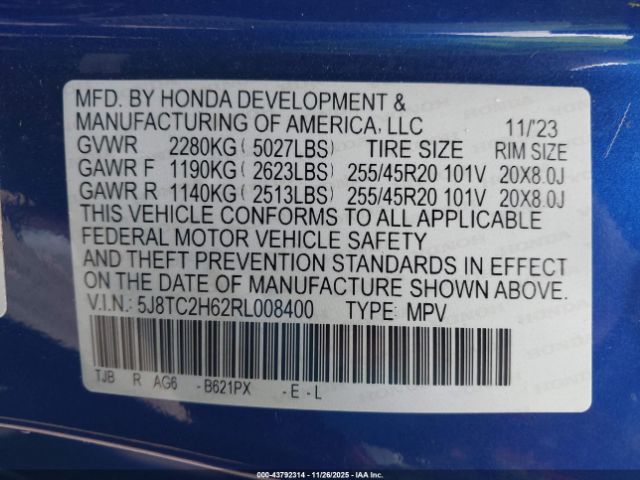 MFD. BY HONDA DEVELOPMENT &
MANUFACTURING OF AMERICA, LLC 11/'23
GVWR 2280KG ( 5027LBS) TIRE SIZE RIM SIZE
GAWR F 1190KG ( 2623LBS) 255/45R20 101V 20X8.0J
GAWR R 1140KG ( 2513LBS) 255/45R20 101V 20X8.0J
THIS VEHICLE CONFORMS TO ALL APPLICABLE
FEDERAL MOTOR VEHICLE SAFETY
AND THEFT PREVENTION STANDARDS IN EFFECT
ON THE DATE OF MANUFACTURE SHOWN ABOVE.
V.I.N.: 5J8TC2H62RL008400 TYPE: MPV
TJB R AG6 - B621PX - E - L
000-43792314 - 11/26/2025 - IAA Inc.